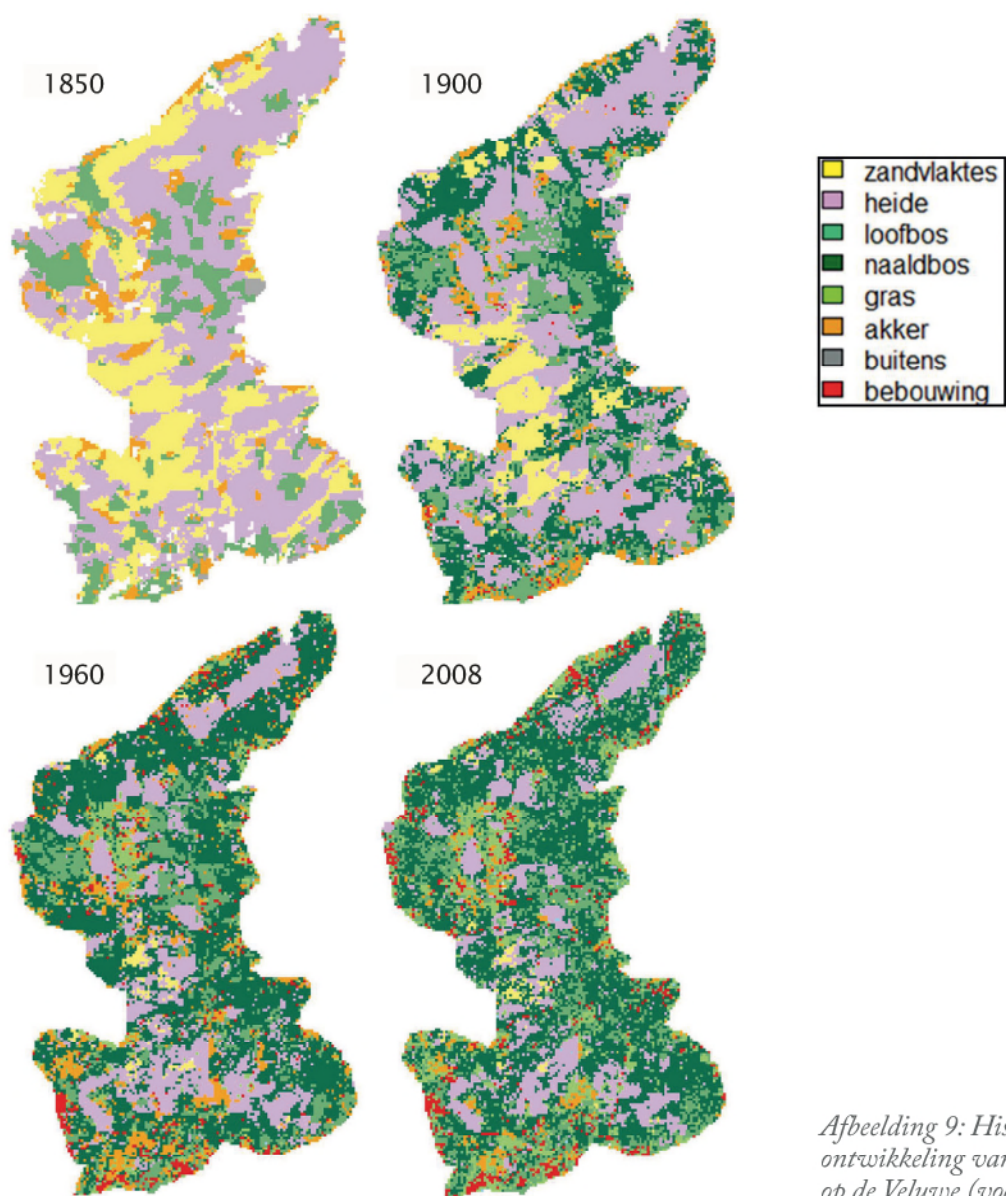 1850
1900
zandvlaktes
heide
loofbos
naaldbos
gras
akker
buitens
bebouwing
1960
2008
Afbeelding 9: His
ontwikkeling van
op de Veluwe (vo